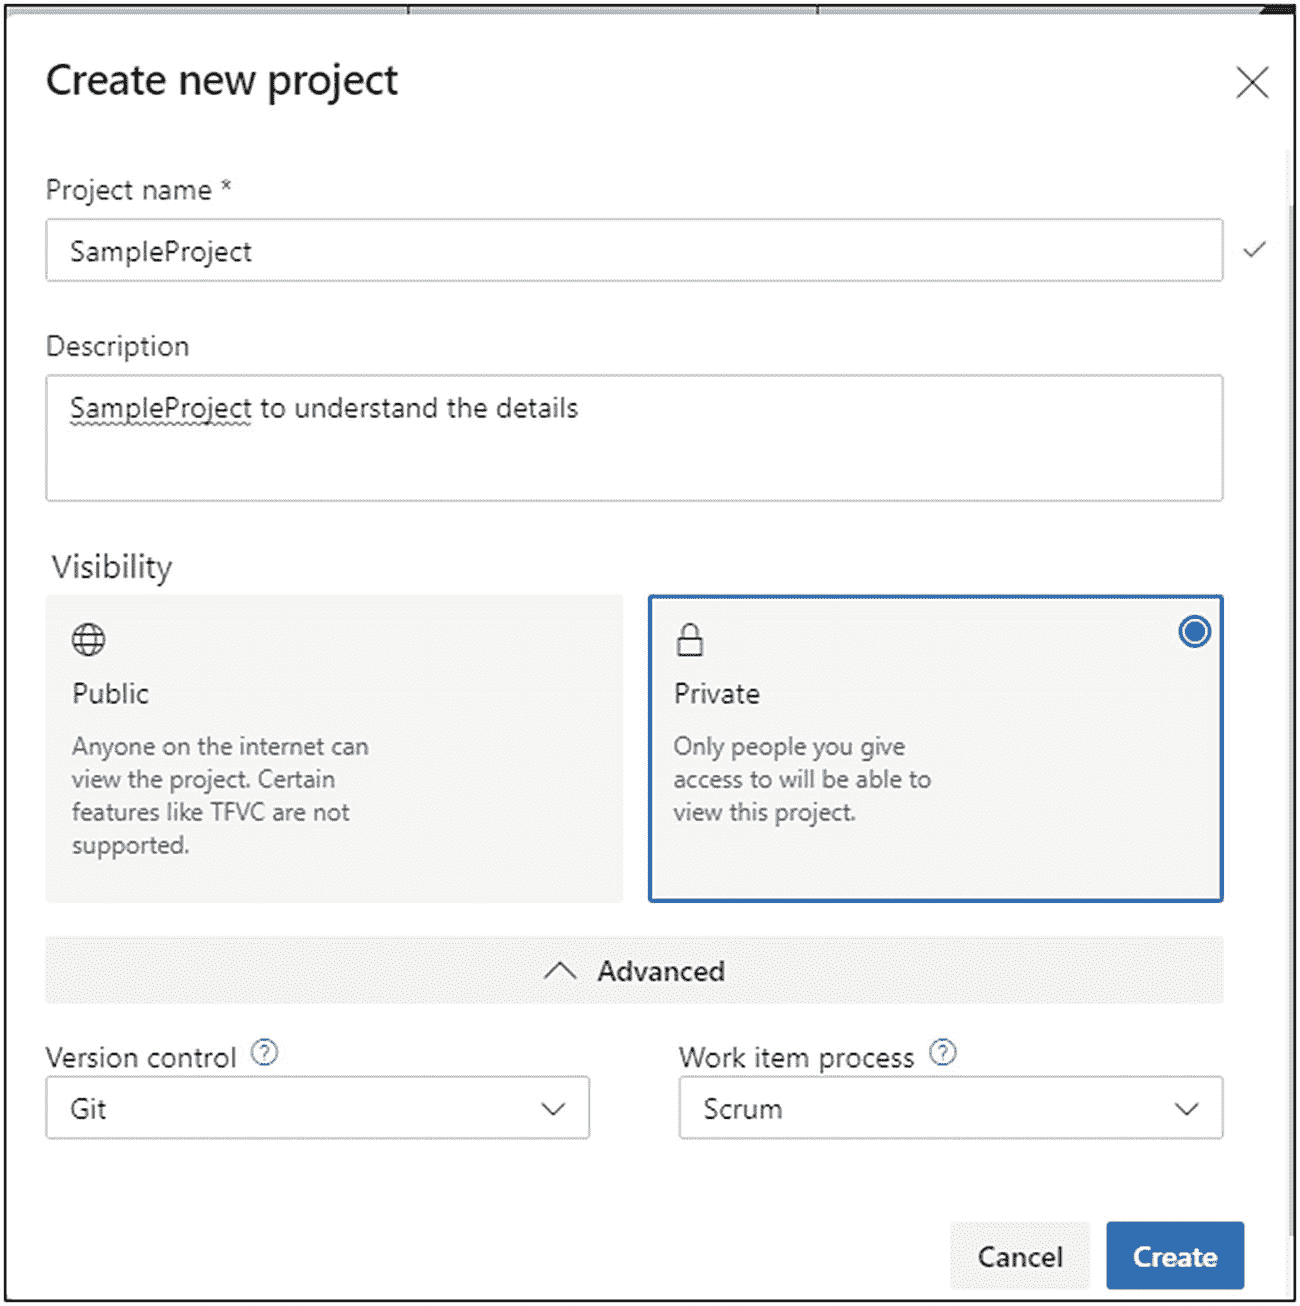 Create new project
Project name *
SampleProject
Description
SampleProject to understand the details
Visibility
Public
Anyone on the internet can
view the project. Certain
features like TFVC are not
supported.
Private
Only people you give
access to will be able to
view this project.
Advanced
Version control ?
Git
Work item process ?
Scrum
Cancel
Create